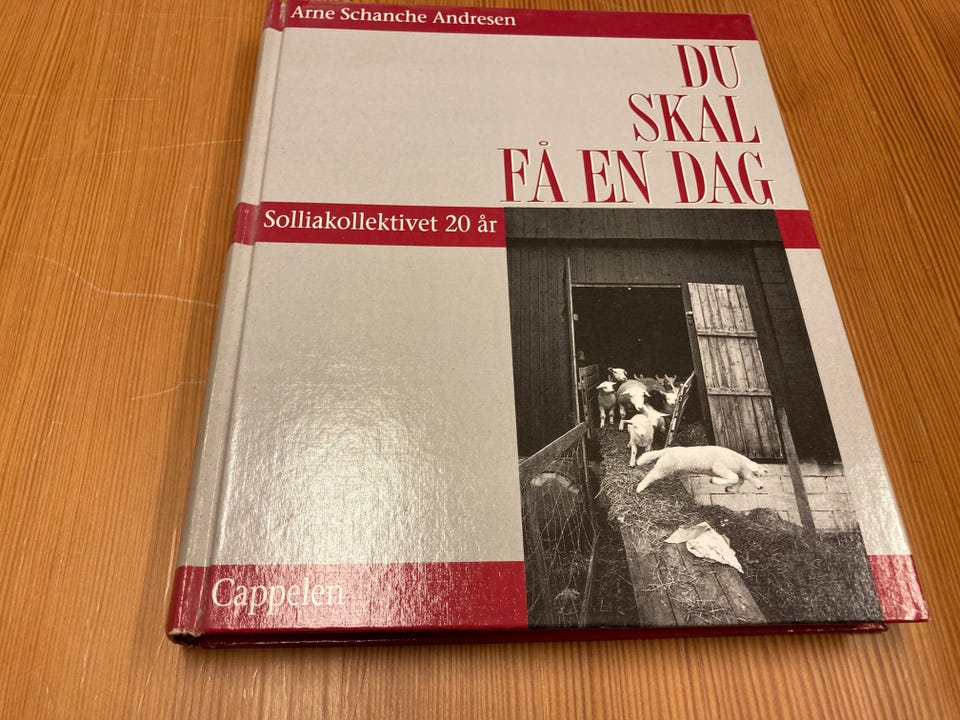 Arne Schanche Andresen
DU
SKAL
FÅ EN DAG
Solliakollektivet 20 år
Cappelen